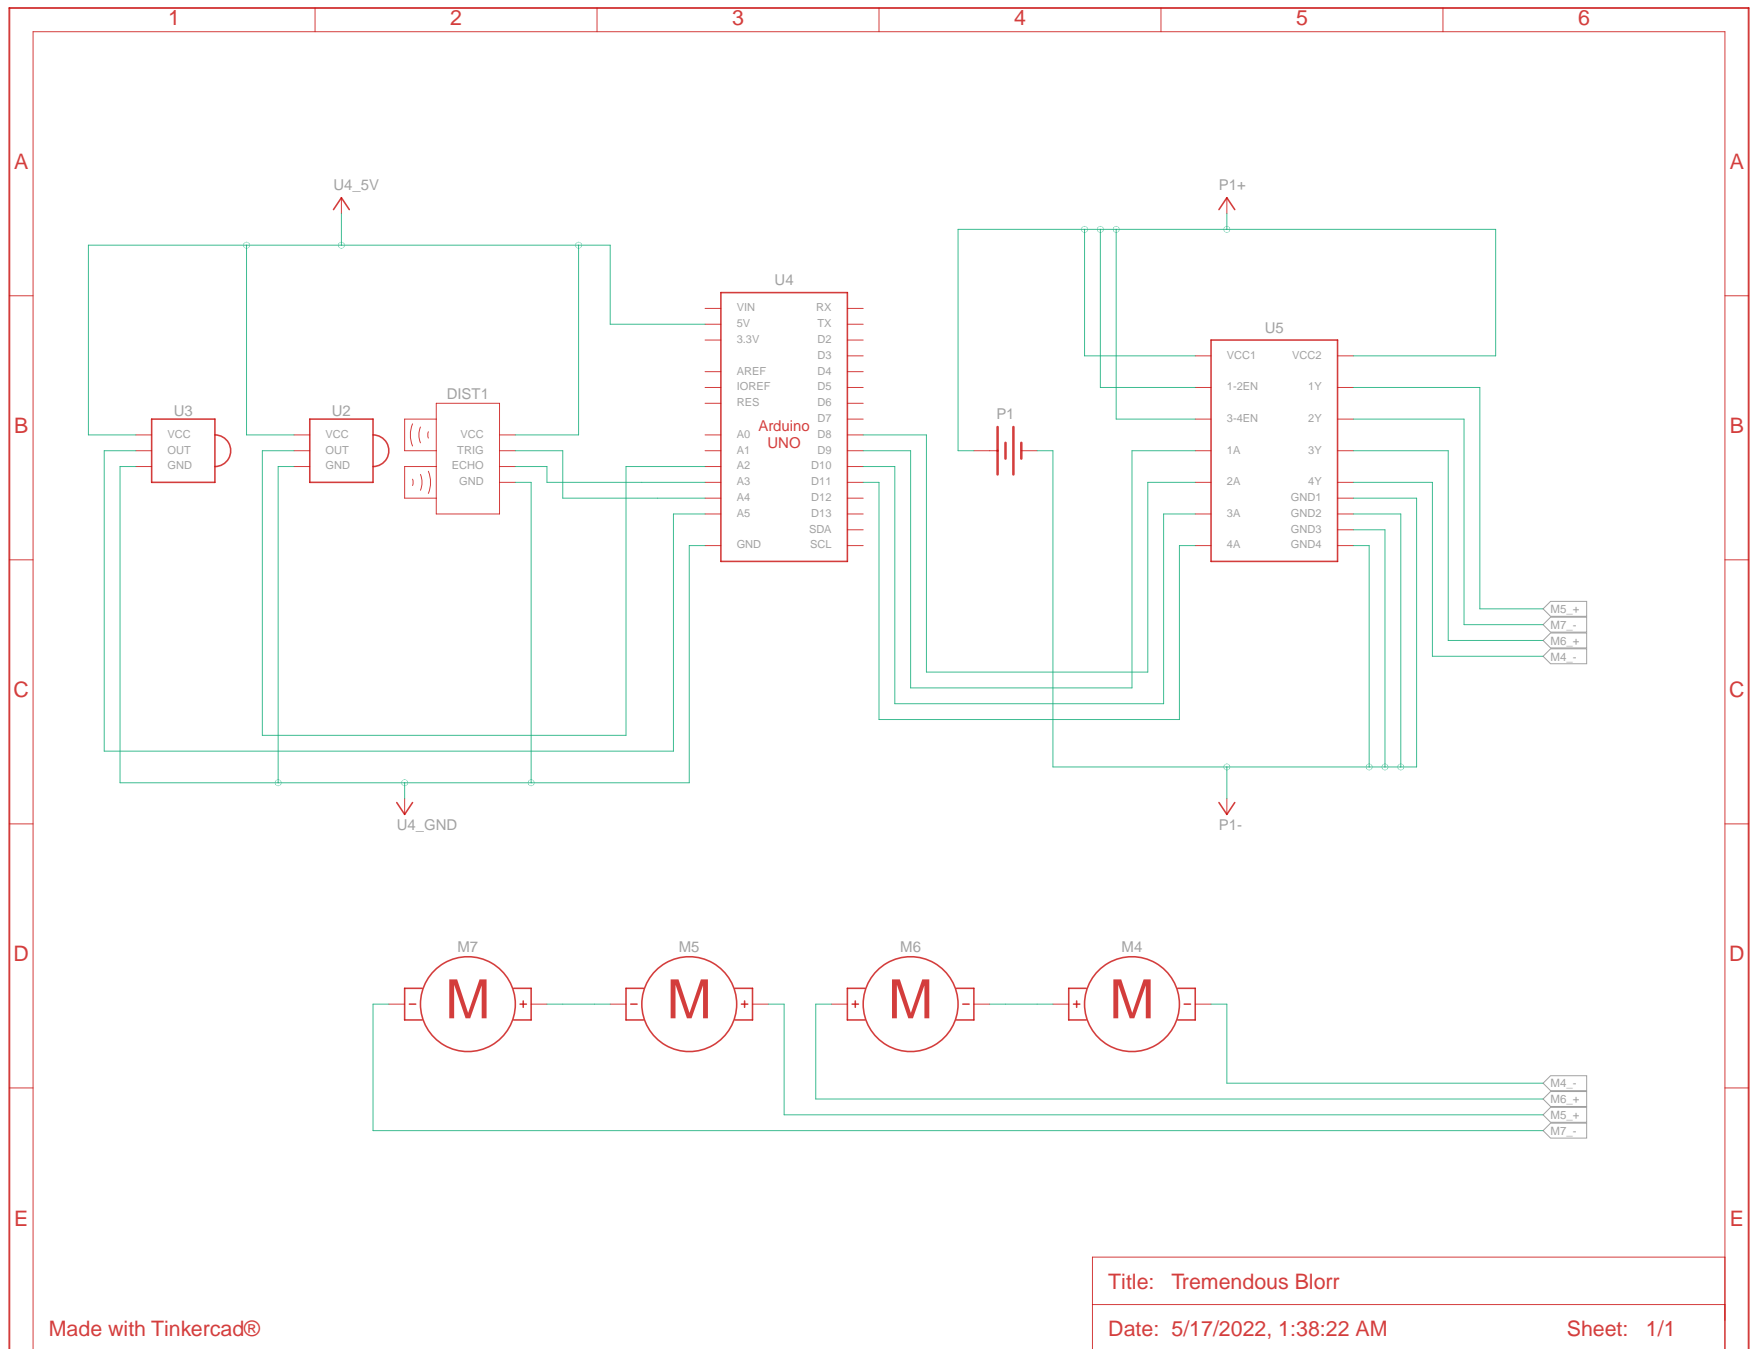 1 2 3 4 5 6
A A
U4_5V P1+
U4
VIN RX
5V TX
3.3V D2
D3
AREF D4
IOREF D5
RES D6
D7
A0 D8
A1 D9
A2 D10
A3 D11
A4 D12
A5 D13
SDA
GND SCL
Arduino
UNO
U5
VCC1 VCC2
1-2EN 1Y
3-4EN 2Y
1A 3Y
2A 4Y
GND1
3A GND2
GND3
4A GND4
B B
U3
VCC
OUT
GND
U2
VCC
OUT
GND
DIST1
VCC
TRIG
ECHO
GND
P1
M5_+
M7_-
M6_+
M4_-
C C
U4_GND P1-
D D
M7 M5 M6 M4
- M + - M + + M - + M -
M4_-
M6_+
M5_+
M7_-
E E
Title: Tremendous Blorr
Made with Tinkercad® Date: 5/17/2022, 1:38:22 AM Sheet: 1/1